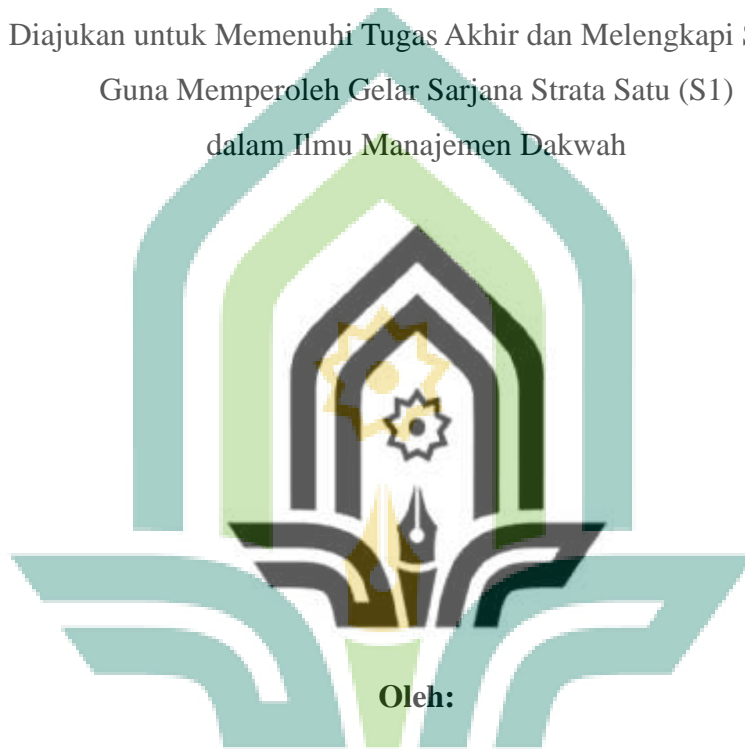 Diajukan untuk Memenuhi Tugas Akhir dan Melengkapi
Guna Memperoleh Gelar Sarjana Strata Satu (S1)
dalam Ilmu Manajemen Dakwah
Oleh: